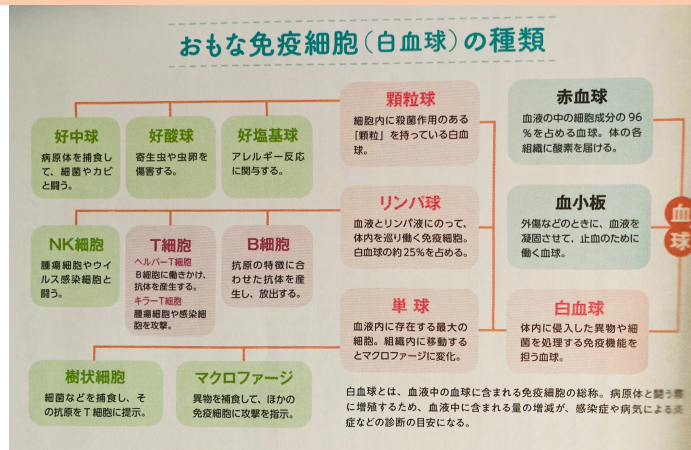 おもな免疫細胞（白血球）の種類
好中球
病原体を捕食し
て、細菌やカビ
と闘う。
好酸球
寄生虫や虫卵を
傷害する。
好塩基球
アレルギー反応
に関与する。
顆粒球
細胞内に殺菌作用のある
「顆粒」を持っている白血
球。
赤血球
血液の中の細胞成分の96
％を占める血球。体の各
組織に酸素を届ける。
NK細胞
腫瘍細胞やウイ
ルス感染細胞と
闘う。
T細胞
ヘルパーT細胞
B細胞に働きかけ、
抗体を産生する。
キラーT細胞
腫瘍細胞や感染細
胞を攻撃。
B細胞
抗原の特徴に合
わせた抗体を産
生し、放出する。
リンパ球
血液とリンパ液にのって、
体内を巡り働く免疫細胞。
白血球の約25％を占める。
血小板
外傷などのときに、血液を
凝固させて、止血のために
働く血球。
血球
単球
血液内に存在する最大の
細胞。組織内に移動する
とマクロファージに変化。
白血球
体内に侵入した異物や細
菌を処理する免疫機能を
担う血球。
樹状細胞
細菌などを捕食し、そ
の抗原をT細胞に提示。
マクロファージ
異物を捕食して、ほかの
免疫細胞に攻撃を指示。
白血球とは、血液中の血球に含まれる免疫細胞の総称。病原体と闘う
に増殖するため、血液中に含まれる量の増減が、感染症や病気による炎
症などの診断の目安になる。